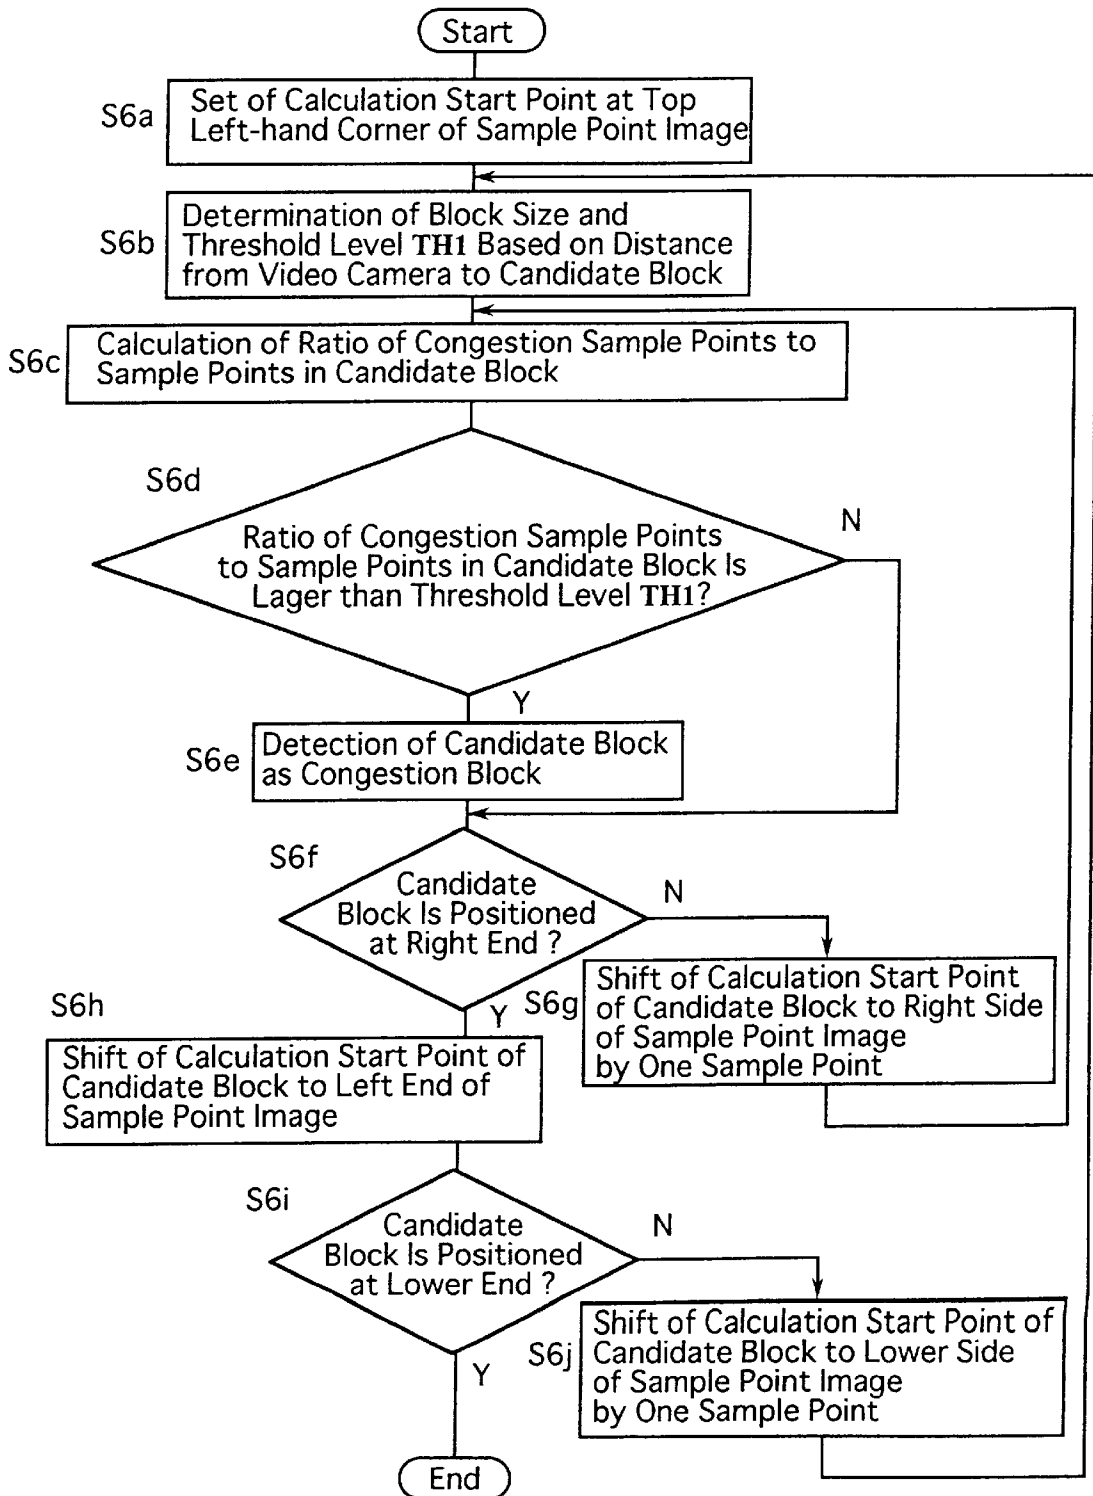 Start
S6a
Set of Calculation Start Point at Top
Left-hand Corner of Sample Point Image
S6b
Determination of Block Size and
Threshold Level TH1 Based on Distance
from Video Camera to Candidate Block
S6c
Calculation of Ratio of Congestion Sample Points to
Sample Points in Candidate Block
S6d
Ratio of Congestion Sample Points
to Sample Points in Candidate Block Is
Lager than Threshold Level TH1?
N
Y
S6e
Detection of Candidate Block
as Congestion Block
S6f
Candidate
Block Is Positioned
at Right End ?
N
Y
S6g
Shift of Calculation Start Point
of Candidate Block to Right Side
of Sample Point Image
by One Sample Point
S6h
Shift of Calculation Start Point of
Candidate Block to Left End of
Sample Point Image
S6i
Candidate
Block Is Positioned
at Lower End ?
N
Y
S6j
Shift of Calculation Start Point of
Candidate Block to Lower Side
of Sample Point Image
by One Sample Point
End